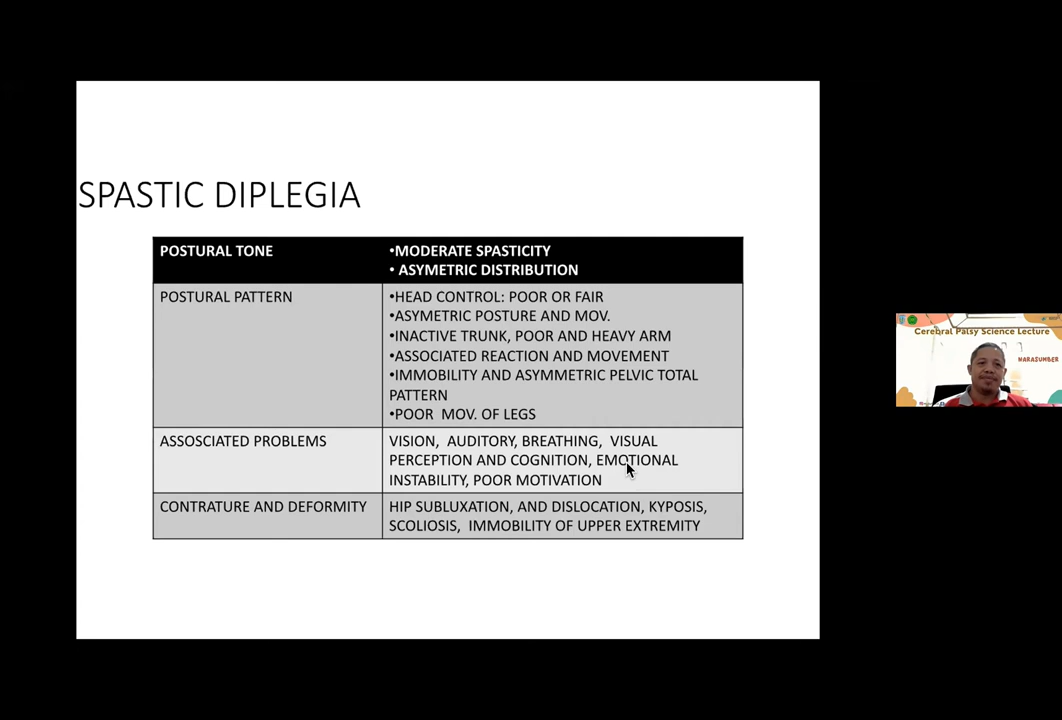 SPASTIC DIPLEGIA
POSTURAL TONE
•MODERATE SPASTICITY
• ASYMETRIC DISTRIBUTION
POSTURAL PATTERN
•HEAD CONTROL: POOR OR FAIR
•ASYMETRIC POSTURE AND MOV.
•INACTIVE TRUNK, POOR AND HEAVY ARM
•ASSOCIATED REACTION AND MOVEMENT
•IMMOBILITY AND ASYMMETRIC PELVIC TOTAL
PATTERN
•POOR MOV. OF LEGS
ASSOSCIATED PROBLEMS
VISION, AUDITORY, BREATHING, VISUAL
PERCEPTION AND COGNITION, EMOTIONAL
INSTABILITY, POOR MOTIVATION
CONTRATURE AND DEFORMITY
HIP SUBLUXATION, AND DISLOCATION, KYPOSIS,
SCOLIOSIS, IMMOBILITY OF UPPER EXTREMITY
Cerebral Palsy Science Lecture
NARASUMBER